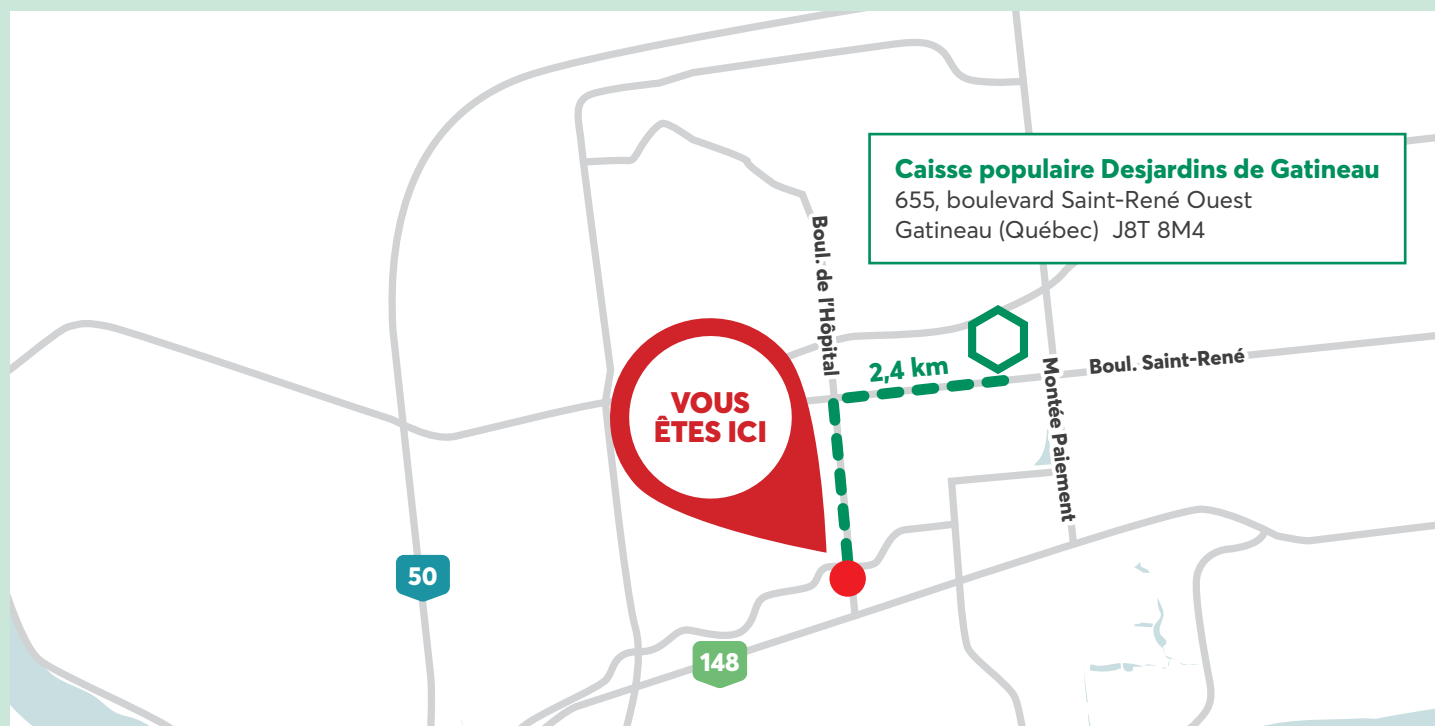 Caisse populaire Desjardins de Gatineau
655, boulevard Saint-René Ouest
Gatineau (Québec) J8T 8M4
Boul. de l'Hôpital
2,4 km
Boul. Saint-René
Montée Paiement
VOUS
ÊTES ICI
50
148